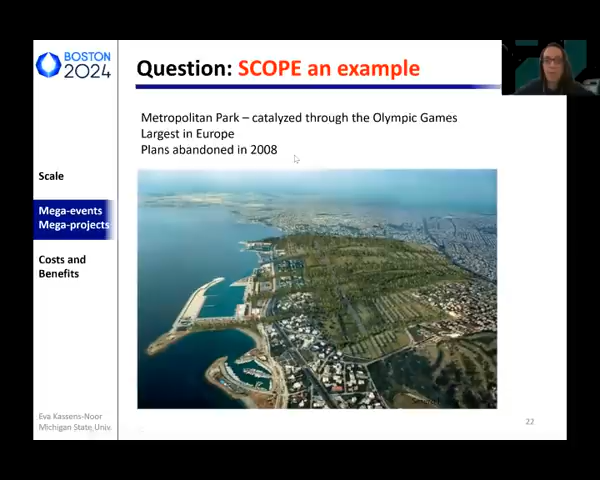 BOSTON
2024
Question: SCOPE an example
Metropolitan Park – catalyzed through the Olympic Games
Largest in Europe
Plans abandoned in 2008
Scale
Mega-events
Mega-projects
Costs and
Benefits
Eva Kassens-Noor
Michigan State Univ.
22